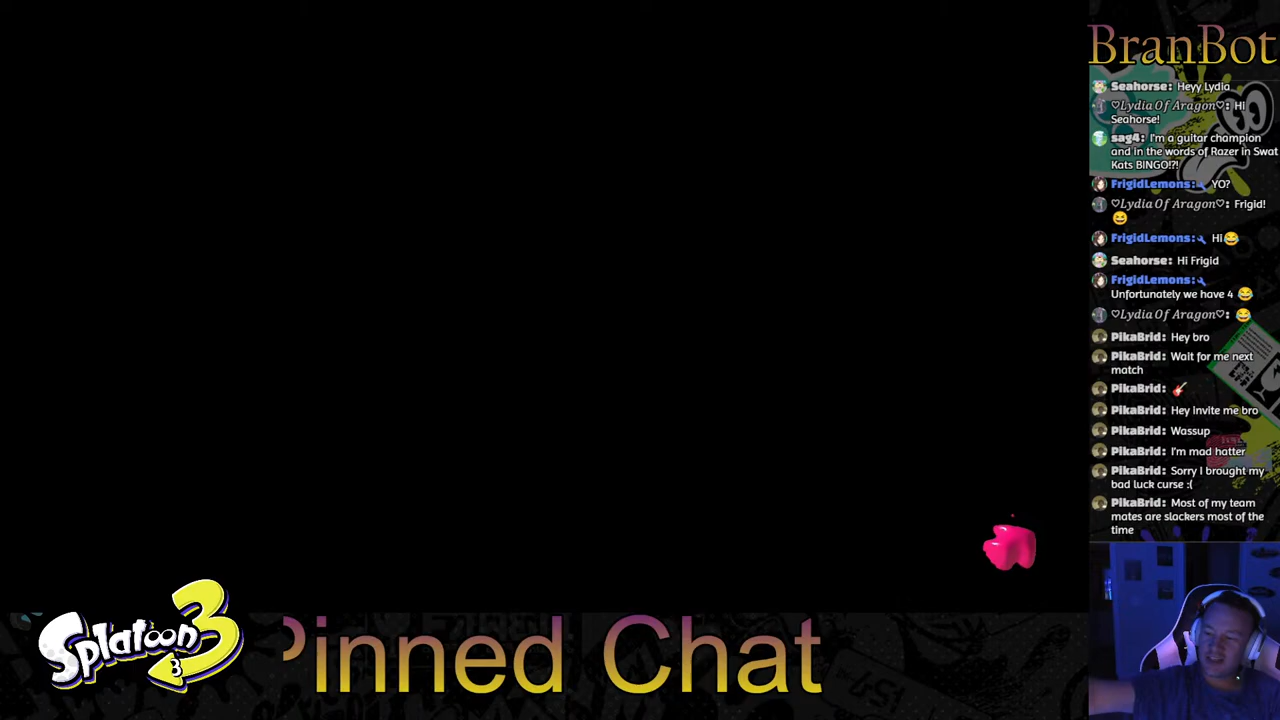 BranBot
Seahorse: Heyy Lydia
♡Lydia Of Aragon♡: Hi
Seahorse!
sag4: I'm a guitar champion
and in the words of Razer in Swat
Kats BINGO!?!
FrigidLemons: YO?
♡Lydia Of Aragon♡: Frigid!
😆
FrigidLemons: Hi😂
Seahorse: Hi Frigid
FrigidLemons:
Unfortunately we have 4 😂
♡Lydia Of Aragon♡: 😂
PikaBrid: Hey bro
PikaBrid: Wait for me next
match
PikaBrid: 🎸
PikaBrid: Hey invite me bro
PikaBrid: Wassup
PikaBrid: I'm mad hatter
PikaBrid: Sorry I brought my
bad luck curse :(
PikaBrid: Most of my team
mates are slackers most of the
time
Splatoon 3
Pinned Chat